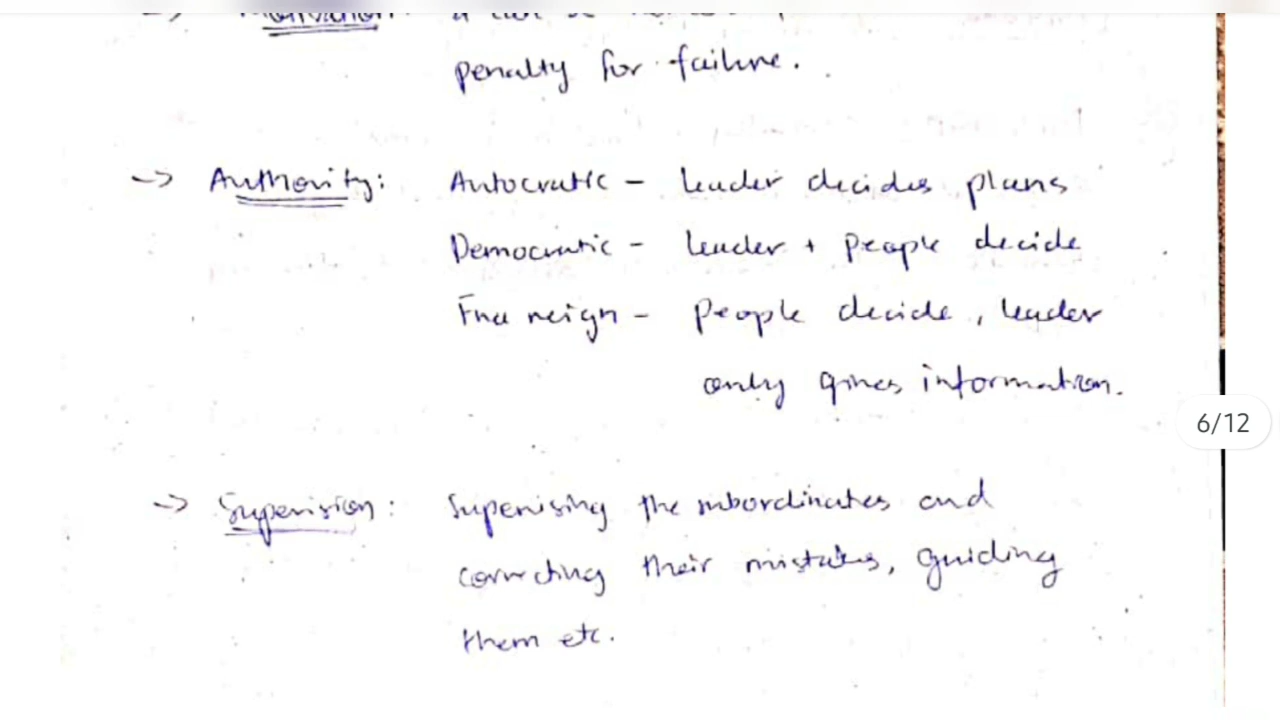 → Motivation:
penalty for failure.
→ Authority: Autocratic - leader decides plans
Democratic - leader + people decide
Free reign - people decide, leader
only gives information.
6/12
→ Supervision: Supervising the subordinates and
correcting their mistakes, guiding
them etc.